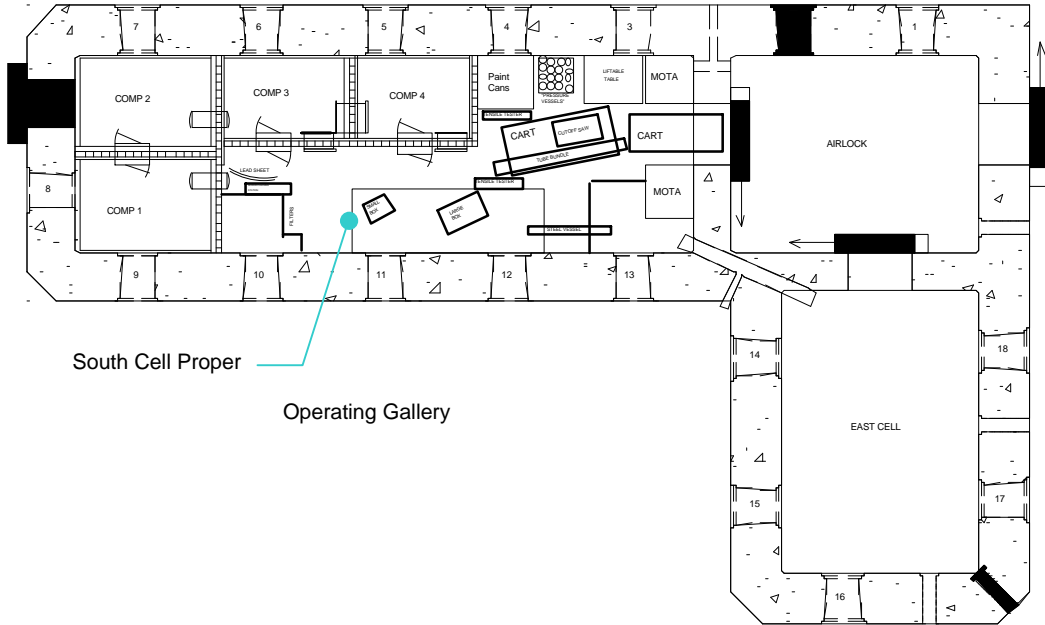 7
6
5
4
3
1
COMP 2
COMP 3
COMP 4
Paint
Cans
"PRESSURE
VESSELS"
LIFTABLE
TABLE
MOTA
TENSILE TESTER
CART
CUTOFF SAW
TUBE BUNDLE
CART
AIRLOCK
8
LEAD SHEET
COMP 1
FILTERS
SMALL
BOX
LARGE
BOX
TENSILE TESTER
STEEL VESSEL
MOTA
9
10
11
12
13
South Cell Proper
Operating Gallery
14
18
EAST CELL
15
17
16